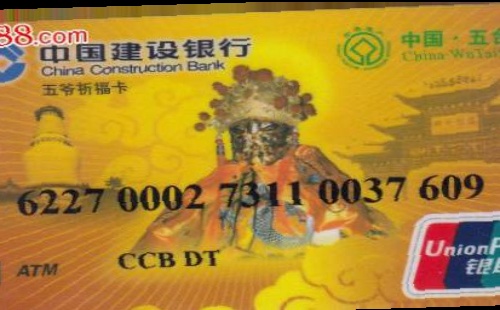 88.com
中国建设银行
China Construction Bank
五爷祈福卡
中国·五台
China·WuTai
6227 0002 7311 0037 609
CCB DT
ATM
UnionP
银联